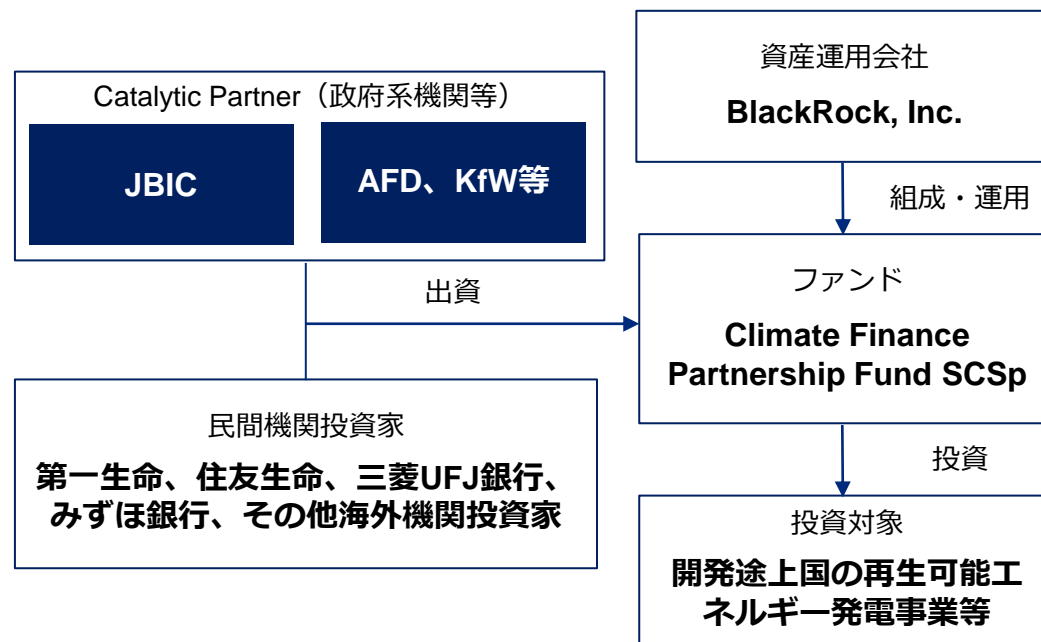 Catalytic Partner（政府系機関等）
JBIC
AFD、KfW等
資産運用会社
BlackRock, Inc.
組成・運用
出資
ファンド
Climate Finance
Partnership Fund SCSp
民間機関投資家
第一生命、住友生命、三菱UFJ銀行、
みずほ銀行、その他海外機関投資家
投資
投資対象
開発途上国の再生可能エ
ネルギー発電事業等